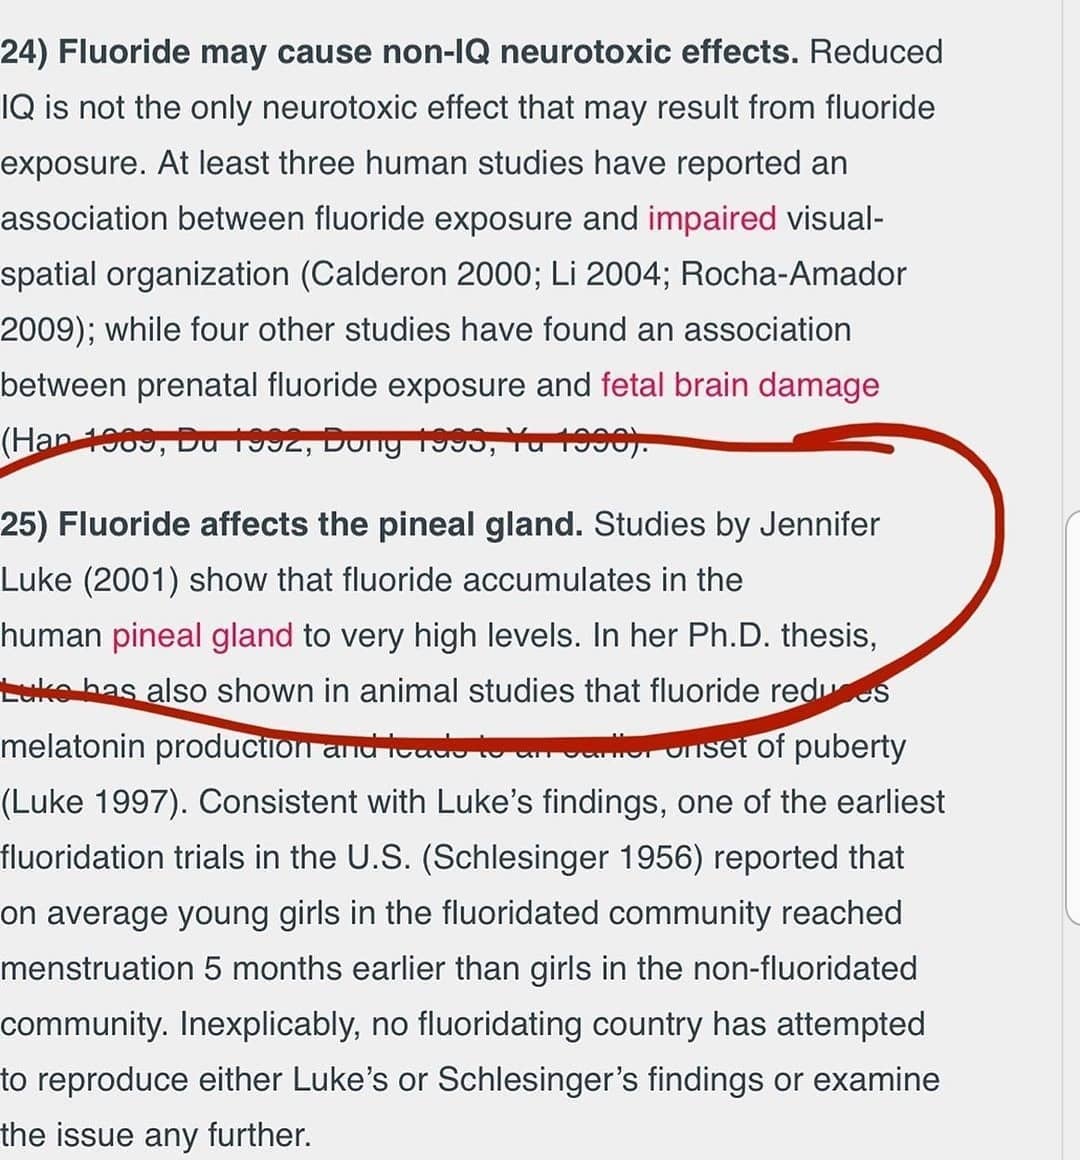 24) Fluoride may cause non-IQ neurotoxic effects. Reduced
IQ is not the only neurotoxic effect that may result from fluoride
exposure. At least three human studies have reported an
association between fluoride exposure and impaired visual-
spatial organization (Calderon 2000; Li 2004; Rocha-Amador
2009); while four other studies have found an association
between prenatal fluoride exposure and fetal brain damage
(Han 1989; Du 1992; Dong 1993; Yu 1996).
25) Fluoride affects the pineal gland. Studies by Jennifer
Luke (2001) show that fluoride accumulates in the
human pineal gland to very high levels. In her Ph.D. thesis,
Luke has also shown in animal studies that fluoride reduces
melatonin production and leads to an earlier onset of puberty
(Luke 1997). Consistent with Luke’s findings, one of the earliest
fluoridation trials in the U.S. (Schlesinger 1956) reported that
on average young girls in the fluoridated community reached
menstruation 5 months earlier than girls in the non-fluoridated
community. Inexplicably, no fluoridating country has attempted
to reproduce either Luke’s or Schlesinger’s findings or examine
the issue any further.